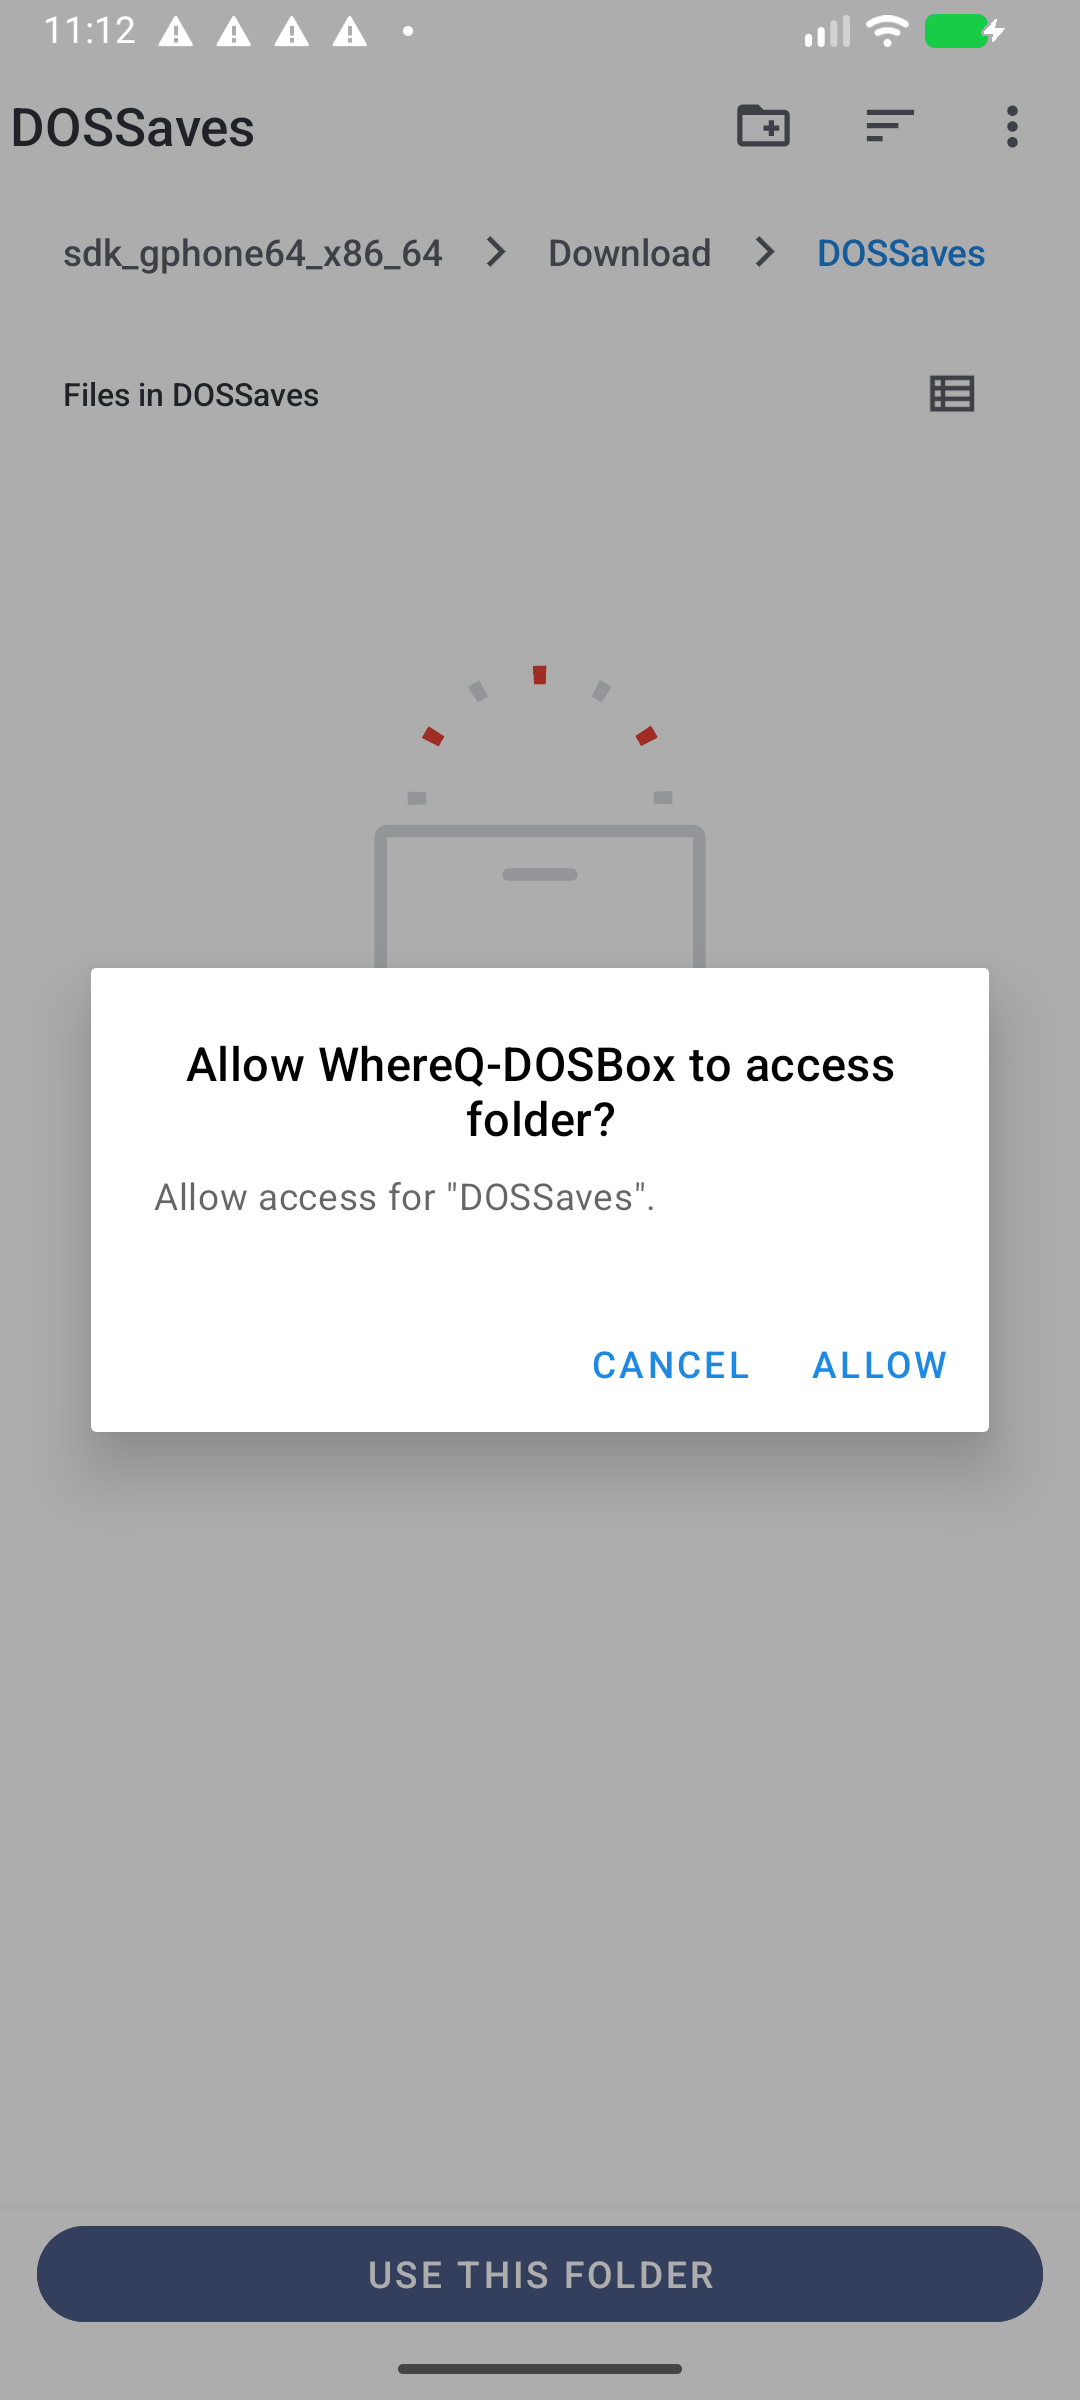 11:12
DOSSaves
sdk_gphone64_x86_64 > Download > DOSSaves
Files in DOSSaves
Allow WhereQ-DOSBox to access
folder?
Allow access for "DOSSaves".
CANCEL ALLOW
USE THIS FOLDER